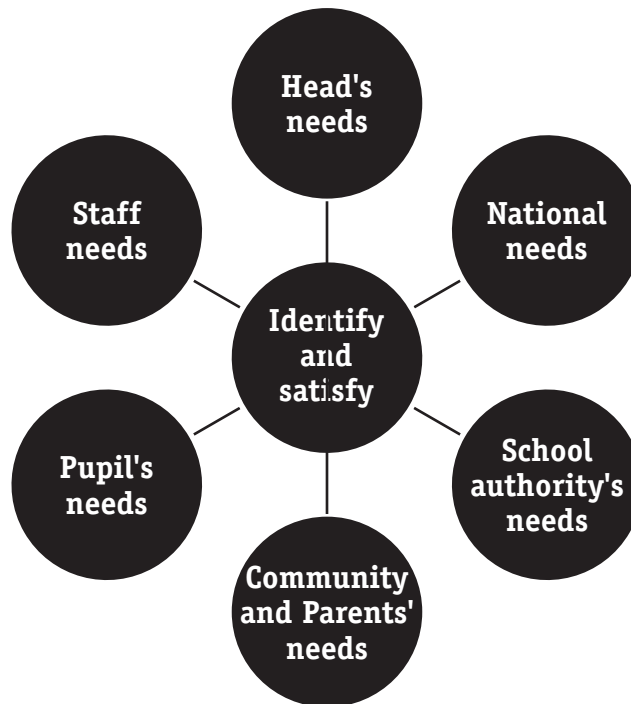 Head's
needs
Staff
needs
National
needs
Identify
and
satisfy
Pupil's
needs
School
authority's
needs
Community
and Parents'
needs